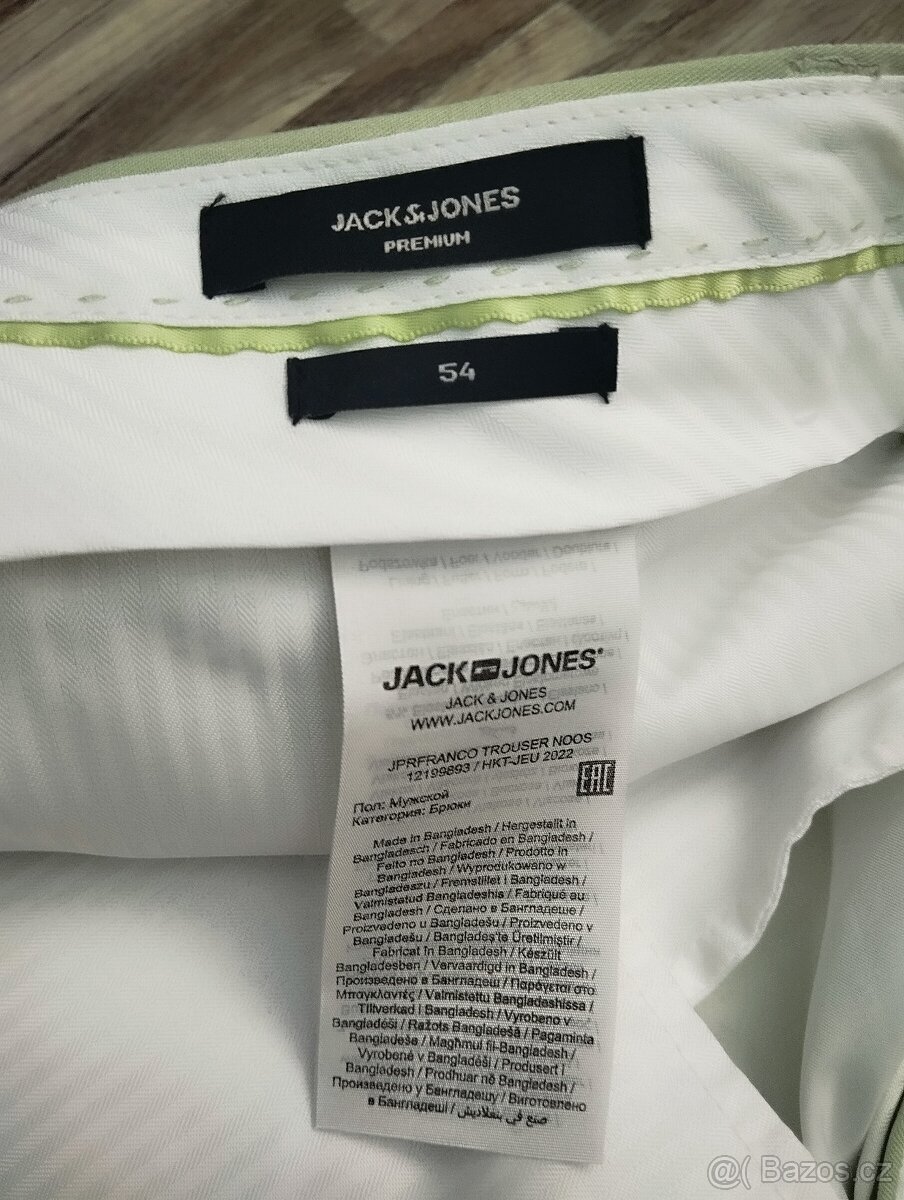 JACK&JONES
PREMIUM
54
JACK JONES®
JACK & JONES
WWW.JACKJONES.COM
JPRFRANCO TROUSER NOOS
12199893 / HKT-JEU 2022
EAC
Пол: Мужской
Категория: Брюки
Made in Bangladesh / Hergestellt in
Bangladesch / Fabricado en Bangladesh /
Feito no Bangladesh / Prodotto in
Bangladesh / Wyprodukowano w
Bangladeszu / Fremstillet i Bangladesh /
Valmistatud Bangladeshis / Fabriqué au
Bangladesh / Сделано в Бангладеше /
Proizvedeno u Bangladešu / Proizvedeno v
Bangladešu / Bangladeş'te Üretilmiştir /
Fabricat în Bangladesh / Készült
Bangladesben / Vervaardigd in Bangladesh /
Произведено в Бангладеш / Παράγεται στο
Μπαγκλαντές / Valmistettu Bangladeshissa /
Tillverkad i Bangladesh / Vyrobeno v
Bangladéši / Ražots Bangladešā / Pagaminta
Bangladeše / Magħmul fil-Bangladesh /
Vyrobené v Bangladéši / Produsert i
Bangladesh / Prodhuar në Bangladesh /
Произведено у Бангладешу / Виготовлено
в Бангладеші / صنع في بنغلاديش
@( Bazos.cz